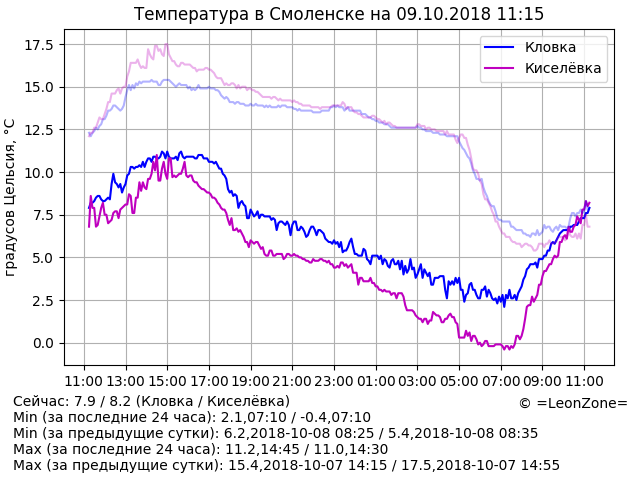 Температура в Смоленске на 09.10.2018 11:15
17.5
15.0
12.5
10.0
7.5
5.0
2.5
0.0
градусов Цельсия, °C
Кловка
Киселёвка
11:00 13:00 15:00 17:00 19:00 21:00 23:00 01:00 03:00 05:00 07:00 09:00 11:00
Сейчас: 7.9 / 8.2 (Кловка / Киселёвка)
© =LeonZone=
Min (за последние 24 часа): 2.1,07:10 / -0.4,07:10
Min (за предыдущие сутки): 6.2,2018-10-08 08:25 / 5.4,2018-10-08 08:35
Max (за последние 24 часа): 11.2,14:45 / 11.0,14:30
Max (за предыдущие сутки): 15.4,2018-10-07 14:15 / 17.5,2018-10-07 14:55